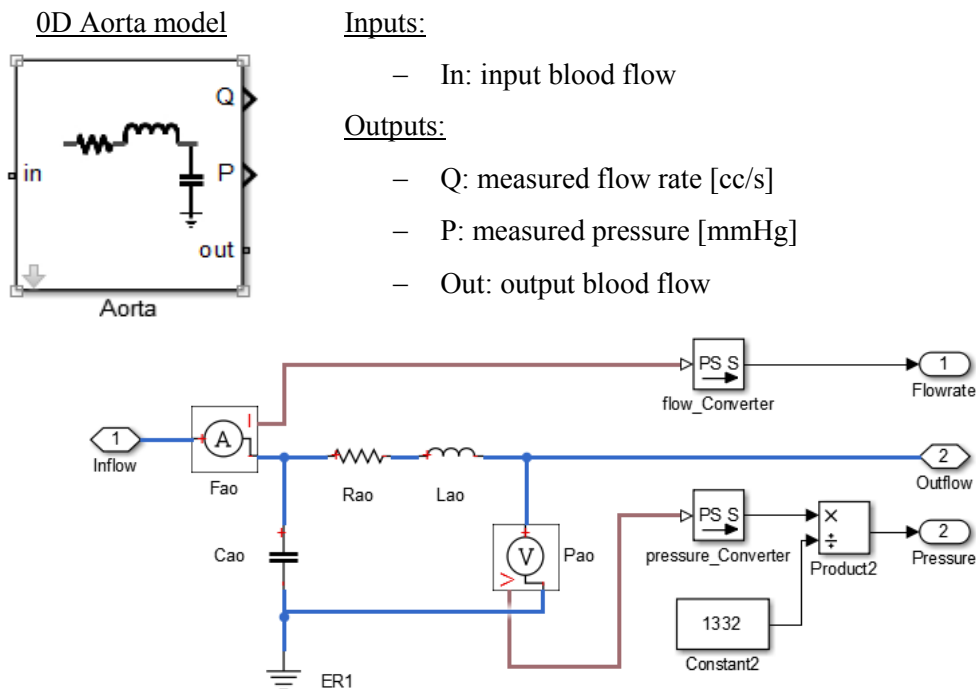 0D Aorta model
Q
in
P
out
Aorta
Inputs:
– In: input blood flow
Outputs:
– Q: measured flow rate [cc/s]
– P: measured pressure [mmHg]
– Out: output blood flow
PS S
flow_Converter
1
Flowrate
1
Inflow
I
A
Fao
Rao
Lao
2
Outflow
Cao
V
Pao
PS S
pressure_Converter
×
÷
Product2
2
Pressure
1332
Constant2
ER1